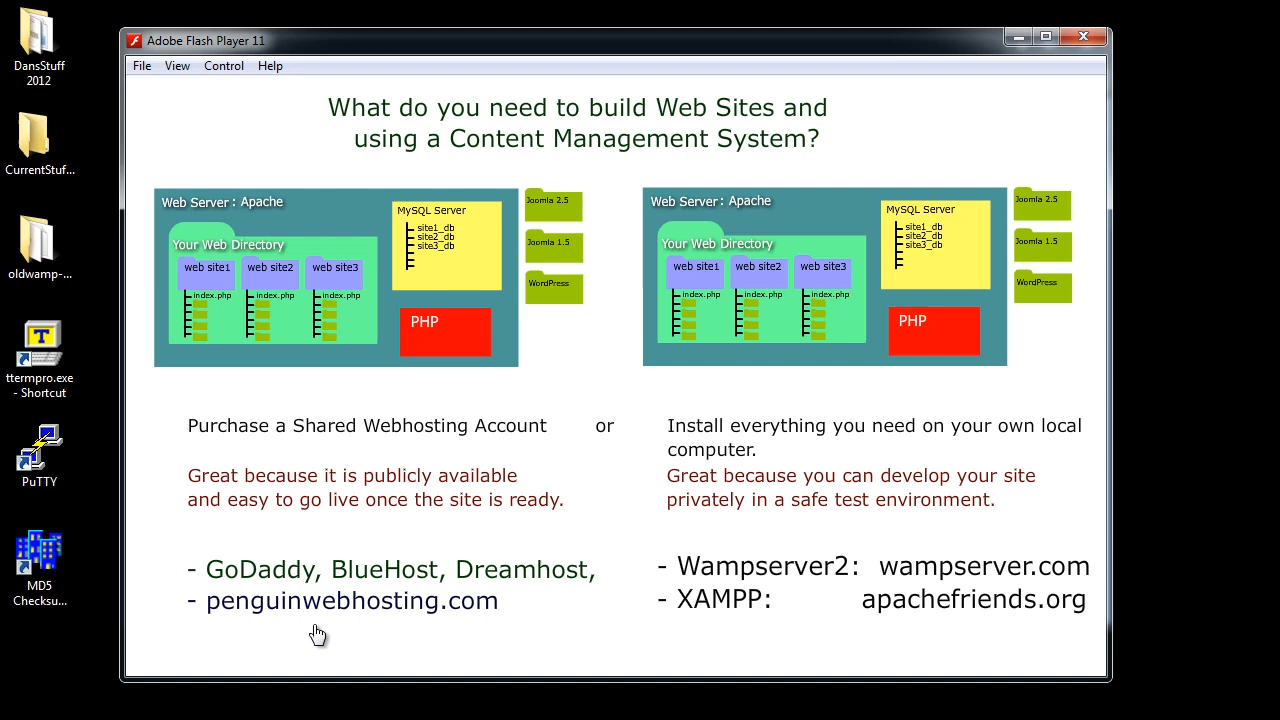 DansStuff
2012
CurrentStuf...
oldwamp-...
ttermpro.exe
- Shortcut
PuTTY
MD5
Checksu...
Adobe Flash Player 11
File View Control Help
What do you need to build Web Sites and
using a Content Management System?
Web Server : Apache
Your Web Directory
web site1 web site2 web site3
index.php index.php index.php
MySQL Server
site1_db
site2_db
site3_db
PHP
Joomla 2.5
Joomla 1.5
WordPress
Web Server : Apache
Your Web Directory
web site1 web site2 web site3
index.php index.php index.php
MySQL Server
site1_db
site2_db
site3_db
PHP
Joomla 2.5
Joomla 1.5
WordPress
Purchase a Shared Webhosting Account or
Great because it is publicly available
and easy to go live once the site is ready.
- GoDaddy, BlueHost, Dreamhost,
- penguinwebhosting.com
Install everything you need on your own local
computer.
Great because you can develop your site
privately in a safe test environment.
- Wampserver2: wampserver.com
- XAMPP: apachefriends.org